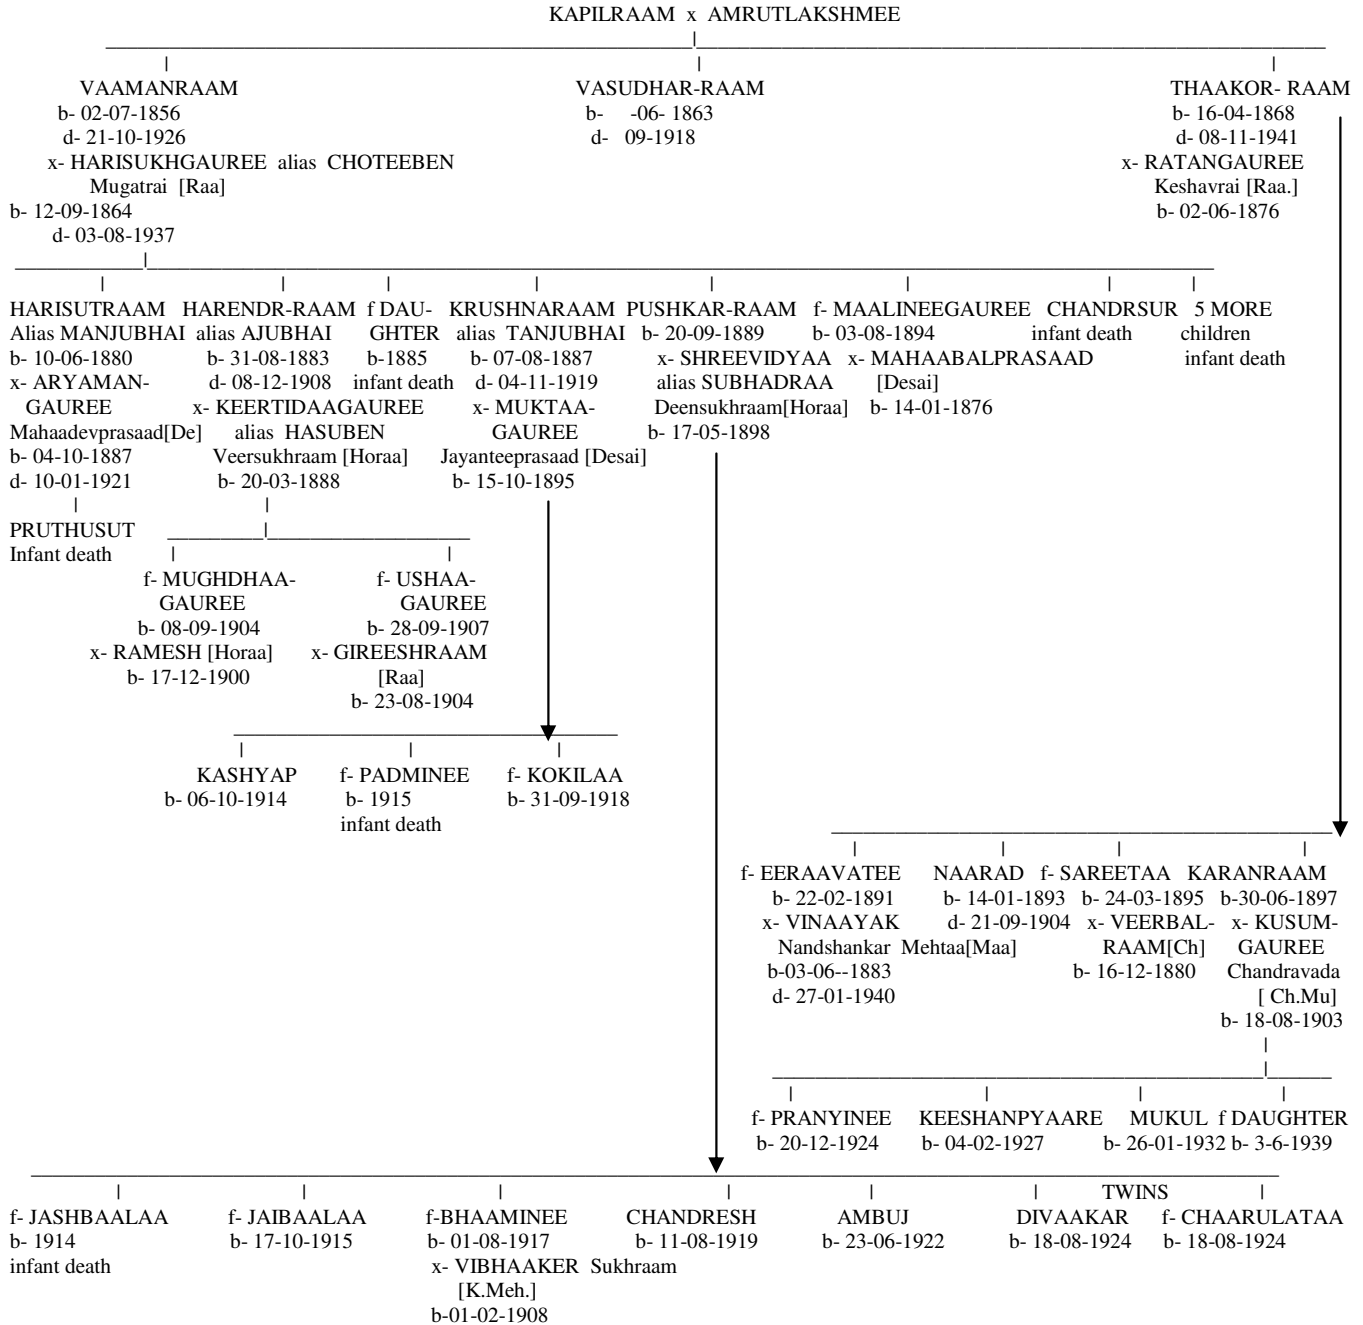 KAPILRAAM x AMRUTLAKSHMEE
VAAMANRAAM VASUDHAR-RAAM THAAKOR- RAAM
b- 02-07-1856 b- -06- 1863 b- 16-04-1868
d- 21-10-1926 d- 09-1918 d- 08-11-1941
x- HARISUKHGAUREE alias CHOTEEBEN x- RATANGAUREE
Mugatrai [Raa] Keshavrai [Raa.]
b- 12-09-1864 b- 02-06-1876
d- 03-08-1937
HARISUTRAAM HARENDR-RAAM f DAU- KRUSHNARAAM PUSHKAR-RAAM f- MAALINEEGAUREE CHANDRSUR 5 MORE
Alias MANJUBHAI alias AJUBHAI GHTER alias TANJUBHAI b- 20-09-1889 b- 03-08-1894 infant death children
b- 10-06-1880 b- 31-08-1883 b-1885 b- 07-08-1887 x- SHREEVIDYAA x- MAHAABALPRASAAD infant death
x- ARYAMAN- d- 08-12-1908 infant death d- 04-11-1919 alias SUBHADRAA [Desai]
GAUREE x- KEERTIDAAGAUREE x- MUKTAA- Deensukhraam[Horaa] b- 14-01-1876
Mahaadevprasaad[De] alias HASUBEN GAUREE b- 17-05-1898
b- 04-10-1887 Veersukhraam [Horaa] Jayanteeprasaad [Desai]
d- 10-01-1921 b- 20-03-1888 b- 15-10-1895
PRUTHUSUT
Infant death
f- MUGHDHAA- f- USHAA-
GAUREE GAUREE
b- 08-09-1904 b- 28-09-1907
x- RAMESH [Horaa] x- GIREESHRAAM
b- 17-12-1900 [Raa]
b- 23-08-1904
KASHYAP f- PADMINEE f- KOKILAA
b- 06-10-1914 b- 1915 b- 31-09-1918
infant death
f- EERAAVATEE NAARAD f- SAREETAA KARANRAAM
b- 22-02-1891 b- 14-01-1893 b- 24-03-1895 b-30-06-1897
x- VINAAYAK d- 21-09-1904 x- VEERBAL- x- KUSUM-
Nandshankar Mehtaa[Maa] RAAM[Ch] GAUREE
b-03-06--1883 b- 16-12-1880 Chandravada
d- 27-01-1940 [ Ch.Mu]
b- 18-08-1903
f- PRANYINEE KEESHANPYAARE MUKUL f DAUGHTER
b- 20-12-1924 b- 04-02-1927 b- 26-01-1932 b- 3-6-1939
TWINS
f- JASHBAALAA f- JAIBAALAA f-BHAAMINEE CHANDRESH AMBUJ DIVAAKAR f- CHAARULATAA
b- 1914 b- 17-10-1915 b- 01-08-1917 b- 11-08-1919 b- 23-06-1922 b- 18-08-1924 b- 18-08-1924
infant death x- VIBHAAKER Sukhraam
[K.Meh.]
b-01-02-1908